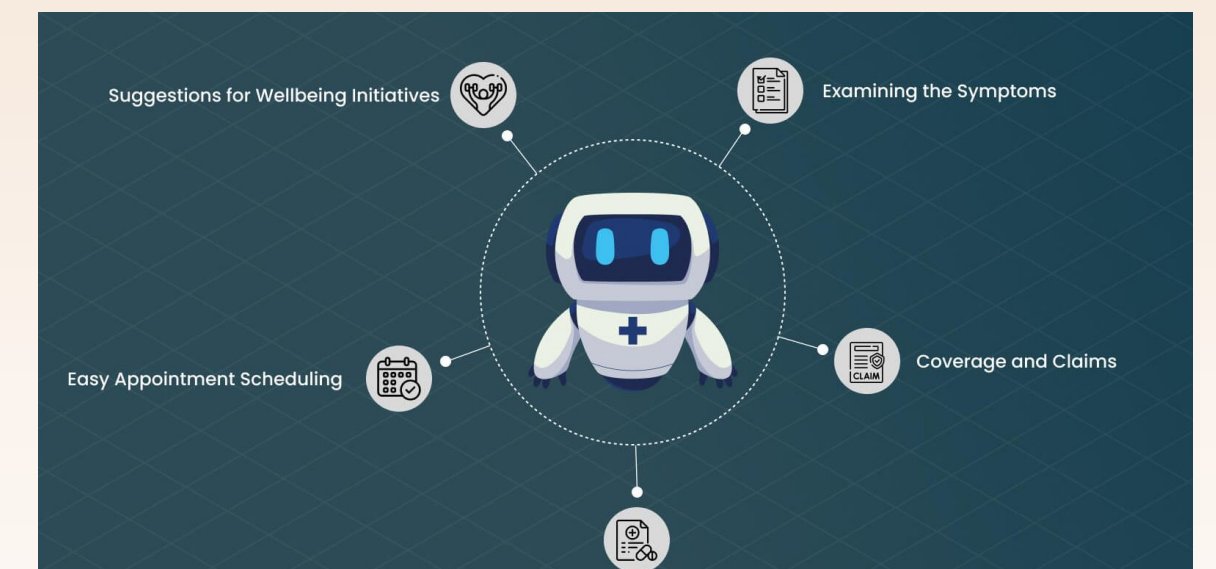 Suggestions for Wellbeing Initiatives
Examining the Symptoms
Easy Appointment Scheduling
Coverage and Claims
CLAIM